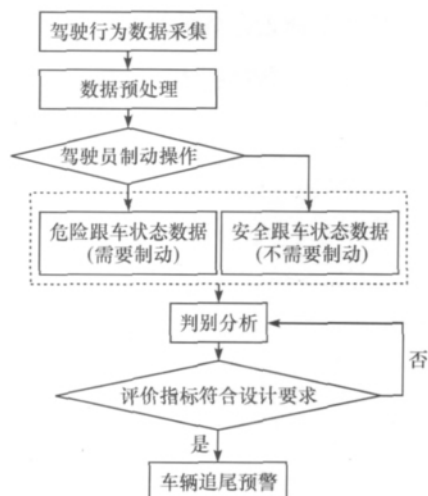 驾驶行为数据采集
数据预处理
驾驶员制动操作
危险跟车状态数据
(需要制动)
安全跟车状态数据
(不需要制动)
判别分析
否
评价指标符合设计要求
是
车辆追尾预警